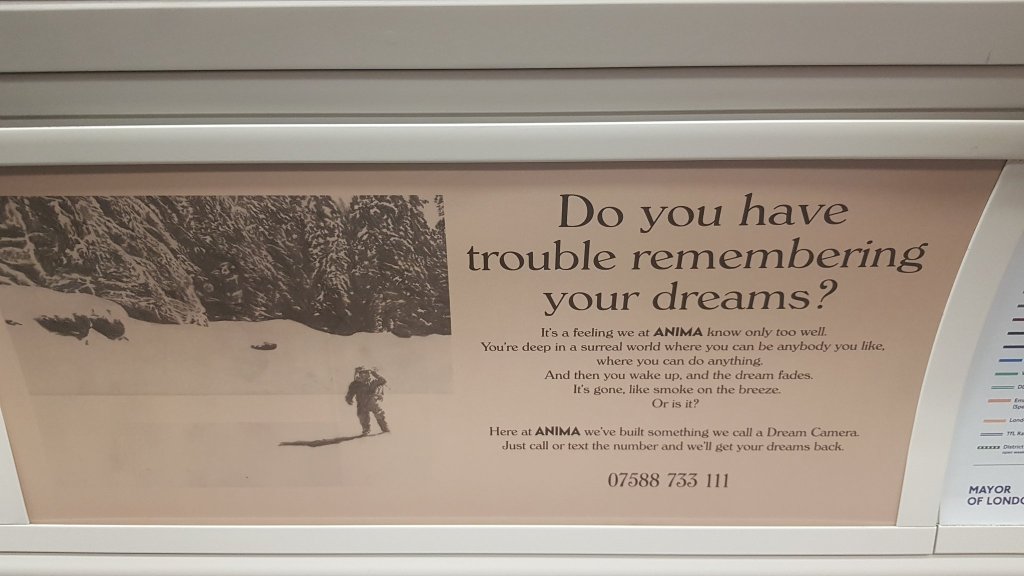 Do you have
trouble remembering
your dreams?
It's a feeling we at ANIMA know only too well.
You're deep in a surreal world where you can be anybody you like,
where you can do anything.
And then you wake up, and the dream fades.
It's gone, like smoke on the breeze.
Or is it?
Here at ANIMA we've built something we call a Dream Camera.
Just call or text the number and we'll get your dreams back.
07588 733 111
TFL Ra
District
MAYOR
OF LONDO